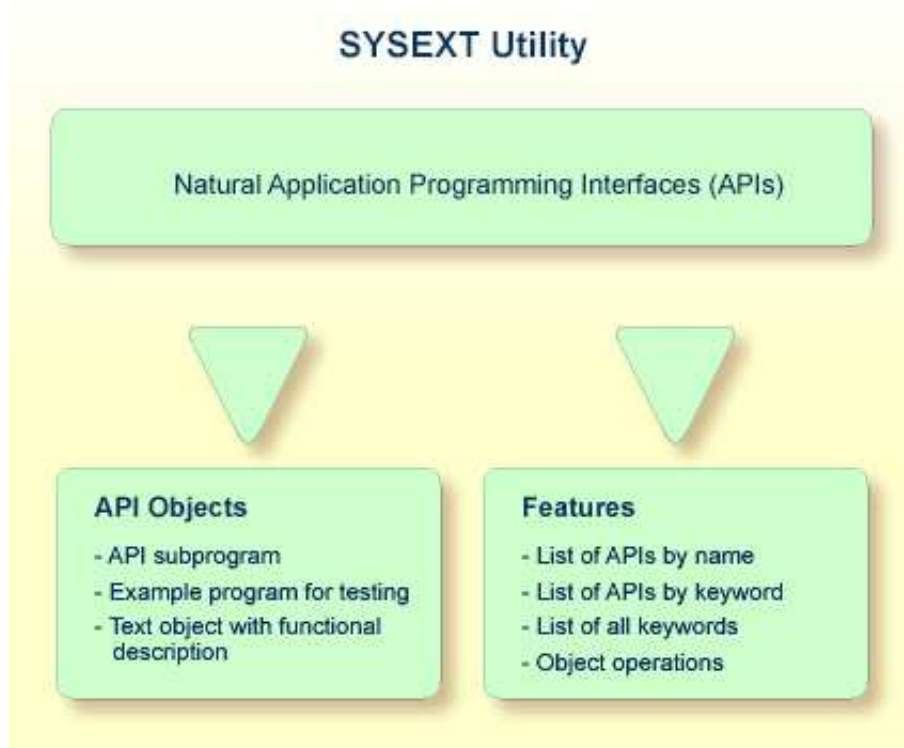 SYSEXT Utility
Natural Application Programming Interfaces (APIs)
API Objects
- API subprogram
- Example program for testing
- Text object with functional
description
Features
- List of APIs by name
- List of APIs by keyword
- List of all keywords
- Object operations